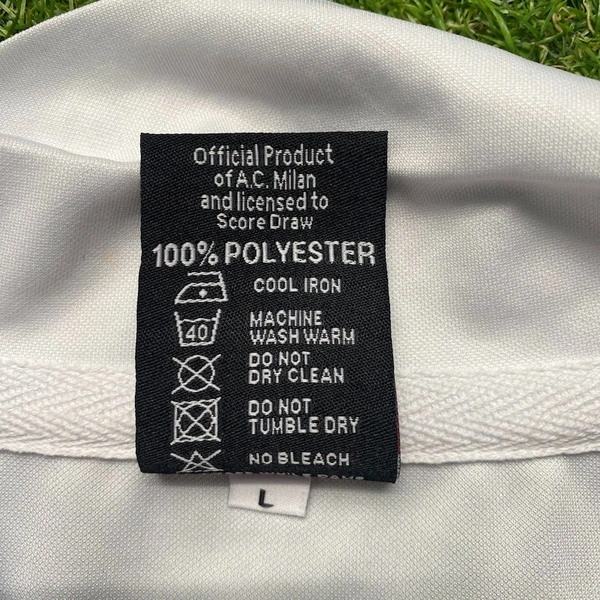 Official Product
of A.C. Milan
and licensed to
Score Draw
100% POLYESTER
COOL IRON
40
MACHINE
WASH WARM
DO NOT
DRY CLEAN
DO NOT
TUMBLE DRY
NO BLEACH
L